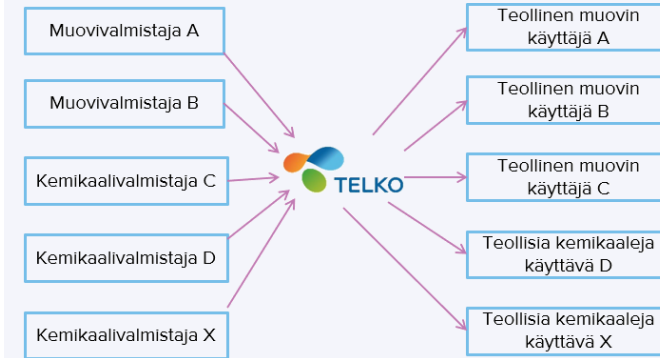 Muovivalmistaja A
Muovivalmistaja B
Kemikaalivalmistaja C
Kemikaalivalmistaja D
Kemikaalivalmistaja X
TELKO
Teollinen muovin
käyttäjä A
Teollinen muovin
käyttäjä B
Teollinen muovin
käyttäjä C
Teollisia kemikaaleja
käyttävä D
Teollisia kemikaaleja
käyttävä X